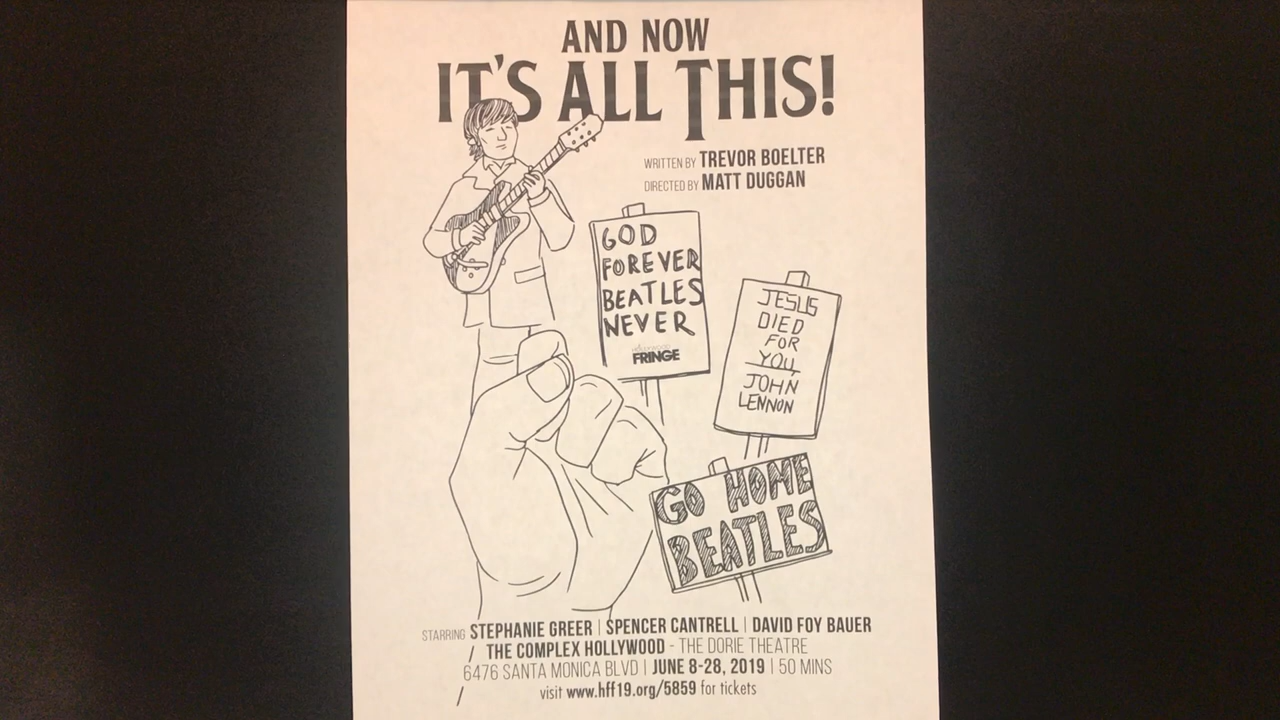 AND NOW
IT'S ALL THIS!
WRITTEN BY TREVOR BOELTER
DIRECTED BY MATT DUGGAN
GOD
FOREVER
BEATLES
NEVER
HOLLYWOOD
FRINGE
JESUS
DIED
FOR
YOU,
JOHN
LENNON
GO HOME
BEATLES
STARRING STEPHANIE GREER | SPENCER CANTRELL | DAVID FOY BAUER
THE COMPLEX HOLLYWOOD - THE DORIE THEATRE
6476 SANTA MONICA BLVD | JUNE 8-28, 2019 | 50 MINS
visit www.hff19.org/5859 for tickets